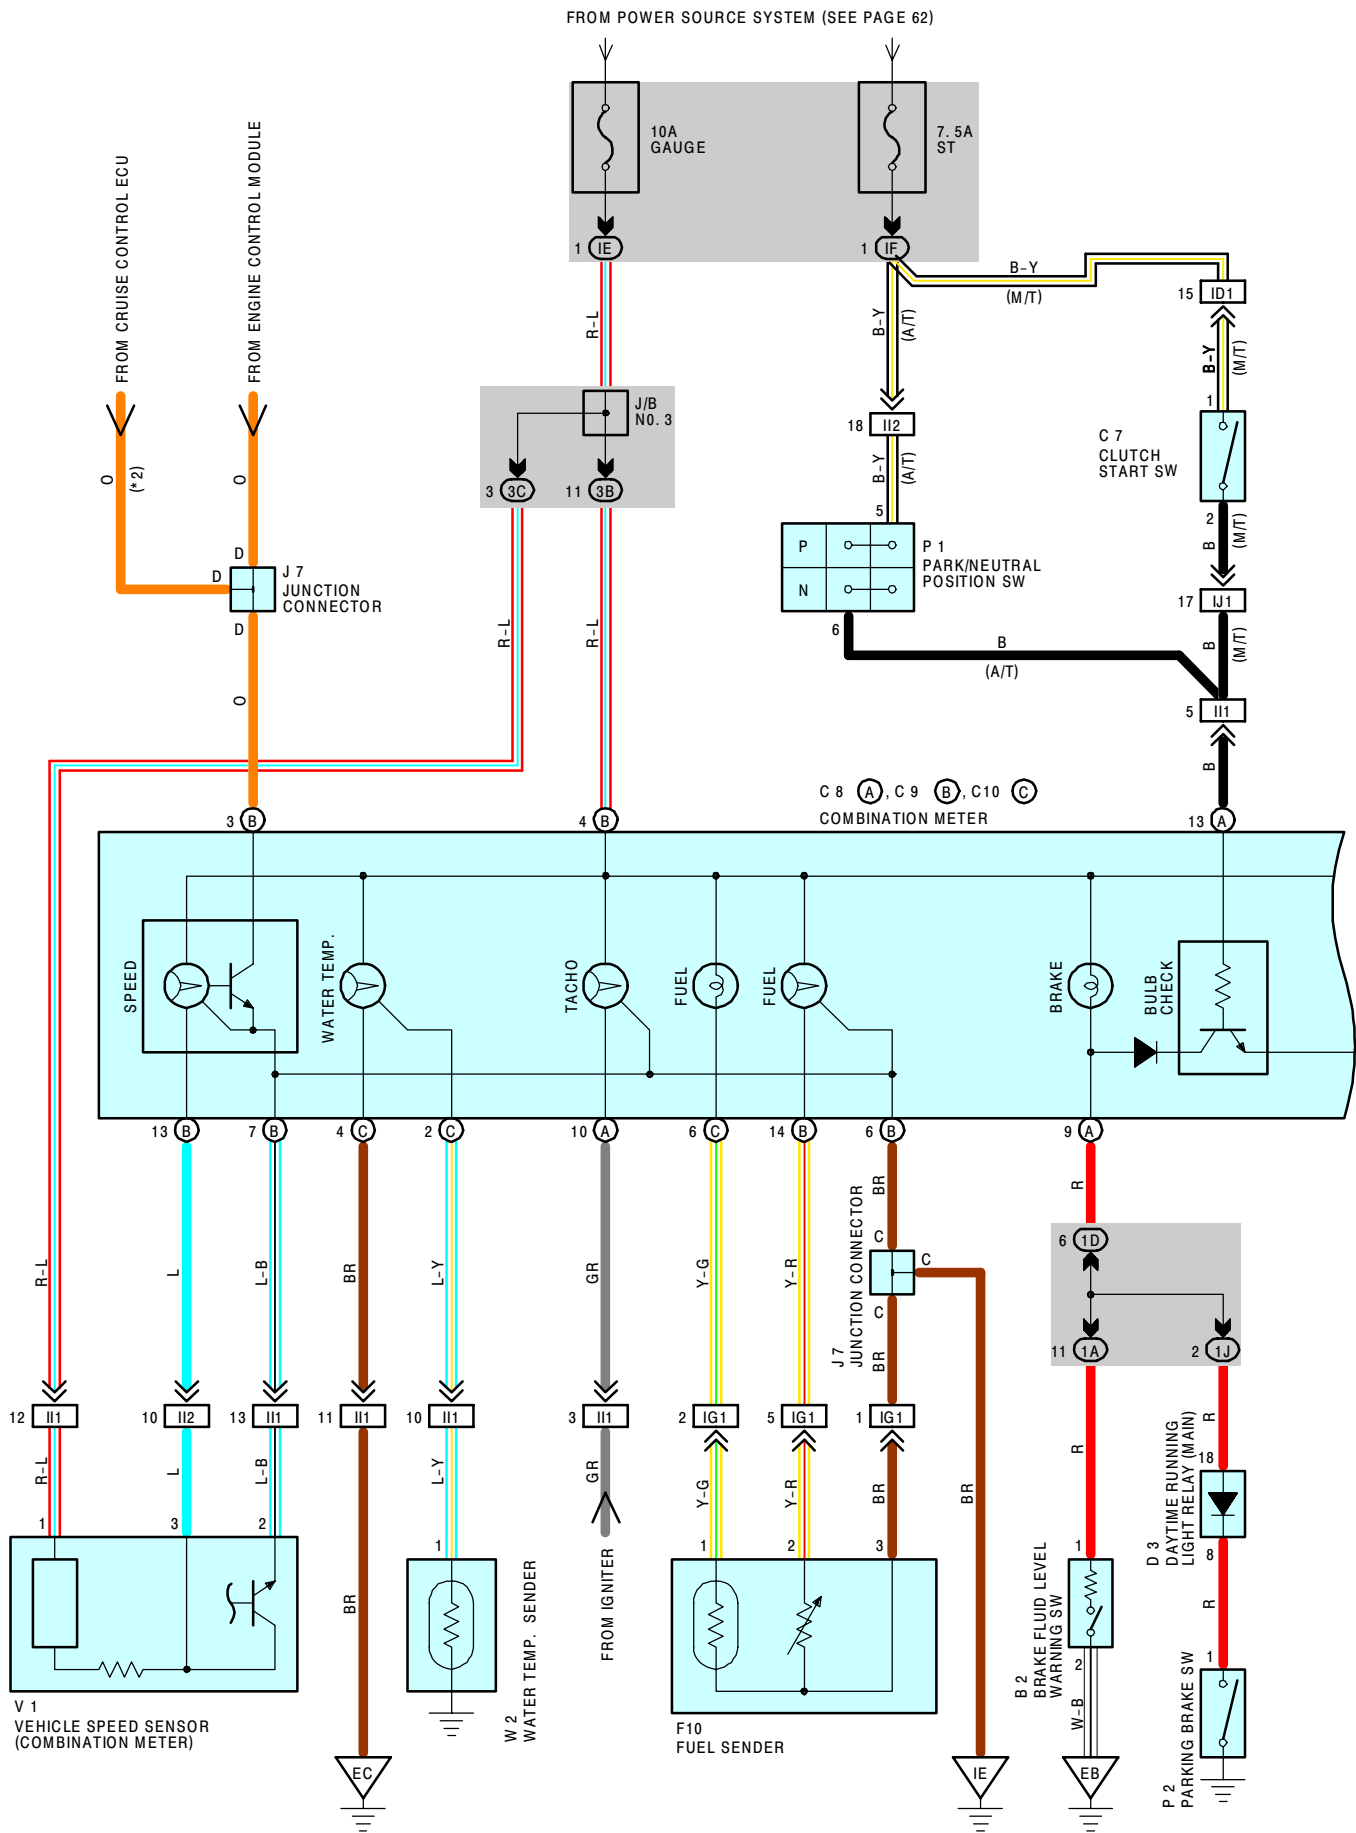 FROM POWER SOURCE SYSTEM (SEE PAGE 62)
10A
GAUGE
7. 5A
ST
1 IE
1 IF
FROM CRUISE CONTROL ECU
FROM ENGINE CONTROL MODULE
B-Y
(M/T)
15 ID1
R-L
B-Y
(A/T)
B-Y
(M/T)
J/B
NO. 3
1
18 II2
C 7
CLUTCH
START SW
O
(* 2)
O
3 3C
11 3B
B-Y
(A/T)
5
2
B
(M/T)
P
N
P 1
PARK/NEUTRAL
POSITION SW
D
D
J 7
JUNCTION
CONNECTOR
D
17 IJ1
6
R-L
R-L
B
(A/T)
B
(M/T)
O
5 II1
B
C 8 A, C 9 B, C10 C
COMBINATION METER
3 B
4 B
13 A
SPEED
WATER TEMP.
TACHO
FUEL
FUEL
BRAKE
BULB
CHECK
13 B
7 B
4 C
2 C
10 A
6 C
14 B
6 B
9 A
BR
R
J 7
JUNCTION CONNECTOR
C
C
C
6 1D
R-L
L
L-B
BR
L-Y
GR
Y-G
Y-R
BR
11 1A
2 1J
12 II1
10 II2
13 II1
11 II1
10 II1
3 II1
2 IG1
5 IG1
1 IG1
R
R
18
D 3
DAYTIME RUNNING
LIGHT RELAY (MAIN)
8
R-L
L
L-B
L-Y
GR
Y-G
Y-R
BR
BR
1
3
2
1
1
2
3
1
BR
W 2
WATER TEMP. SENDER
FROM IGNITER
B 2
BRAKE FLUID LEVEL
WARNING SW
R
2
1
W-B
V 1
VEHICLE SPEED SENSOR
(COMBINATION METER)
F10
FUEL SENDER
P 2
PARKING BRAKE SW
EC
IE
EB